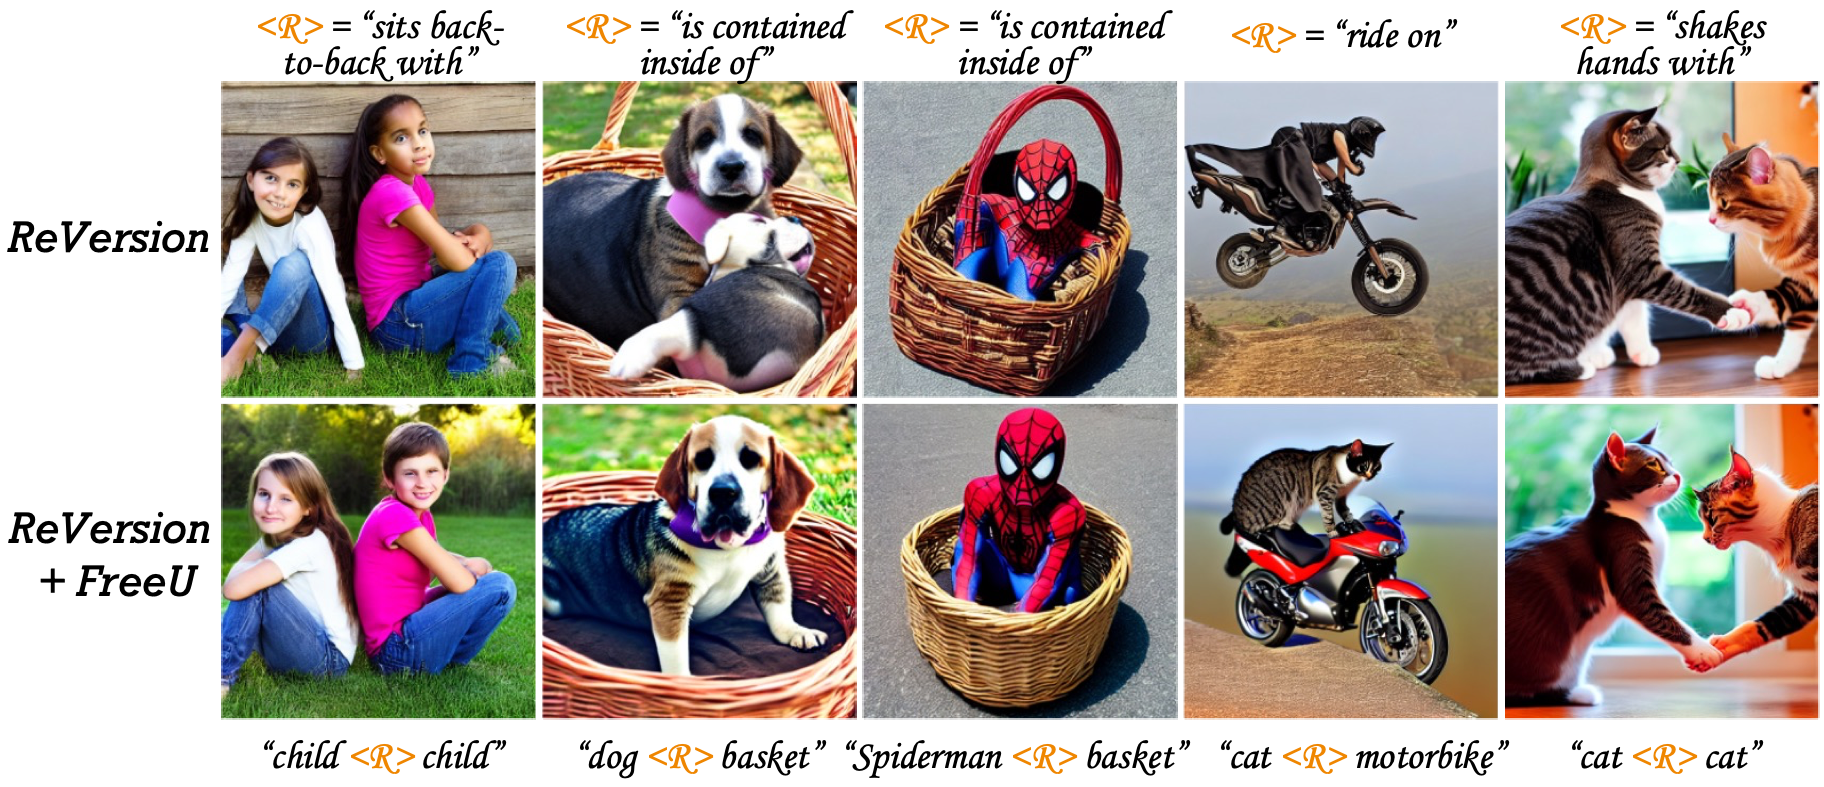 <R> = “sits back-
to-back with”
<R> = “is contained
inside of”
<R> = “is contained
inside of”
<R> = “ride on”
<R> = “shakes
hands with”
ReVersion
ReVersion
+ FreeU
“child <R> child”
“dog <R> basket”
“Spiderman <R> basket”
“cat <R> motorbike”
“cat <R> cat”